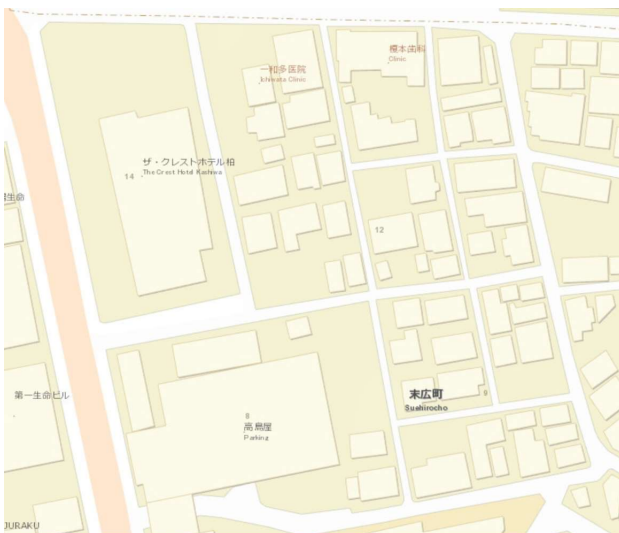 榎本歯科
Clinic
一和多医院
Ichiwata Clinic
ザ・クレストホテル柏
14
The Crest Hotel Kashiwa
生命
12
第一生命ビル
末広町
9
Suehirocho
8
高島屋
Parking
JURAKU